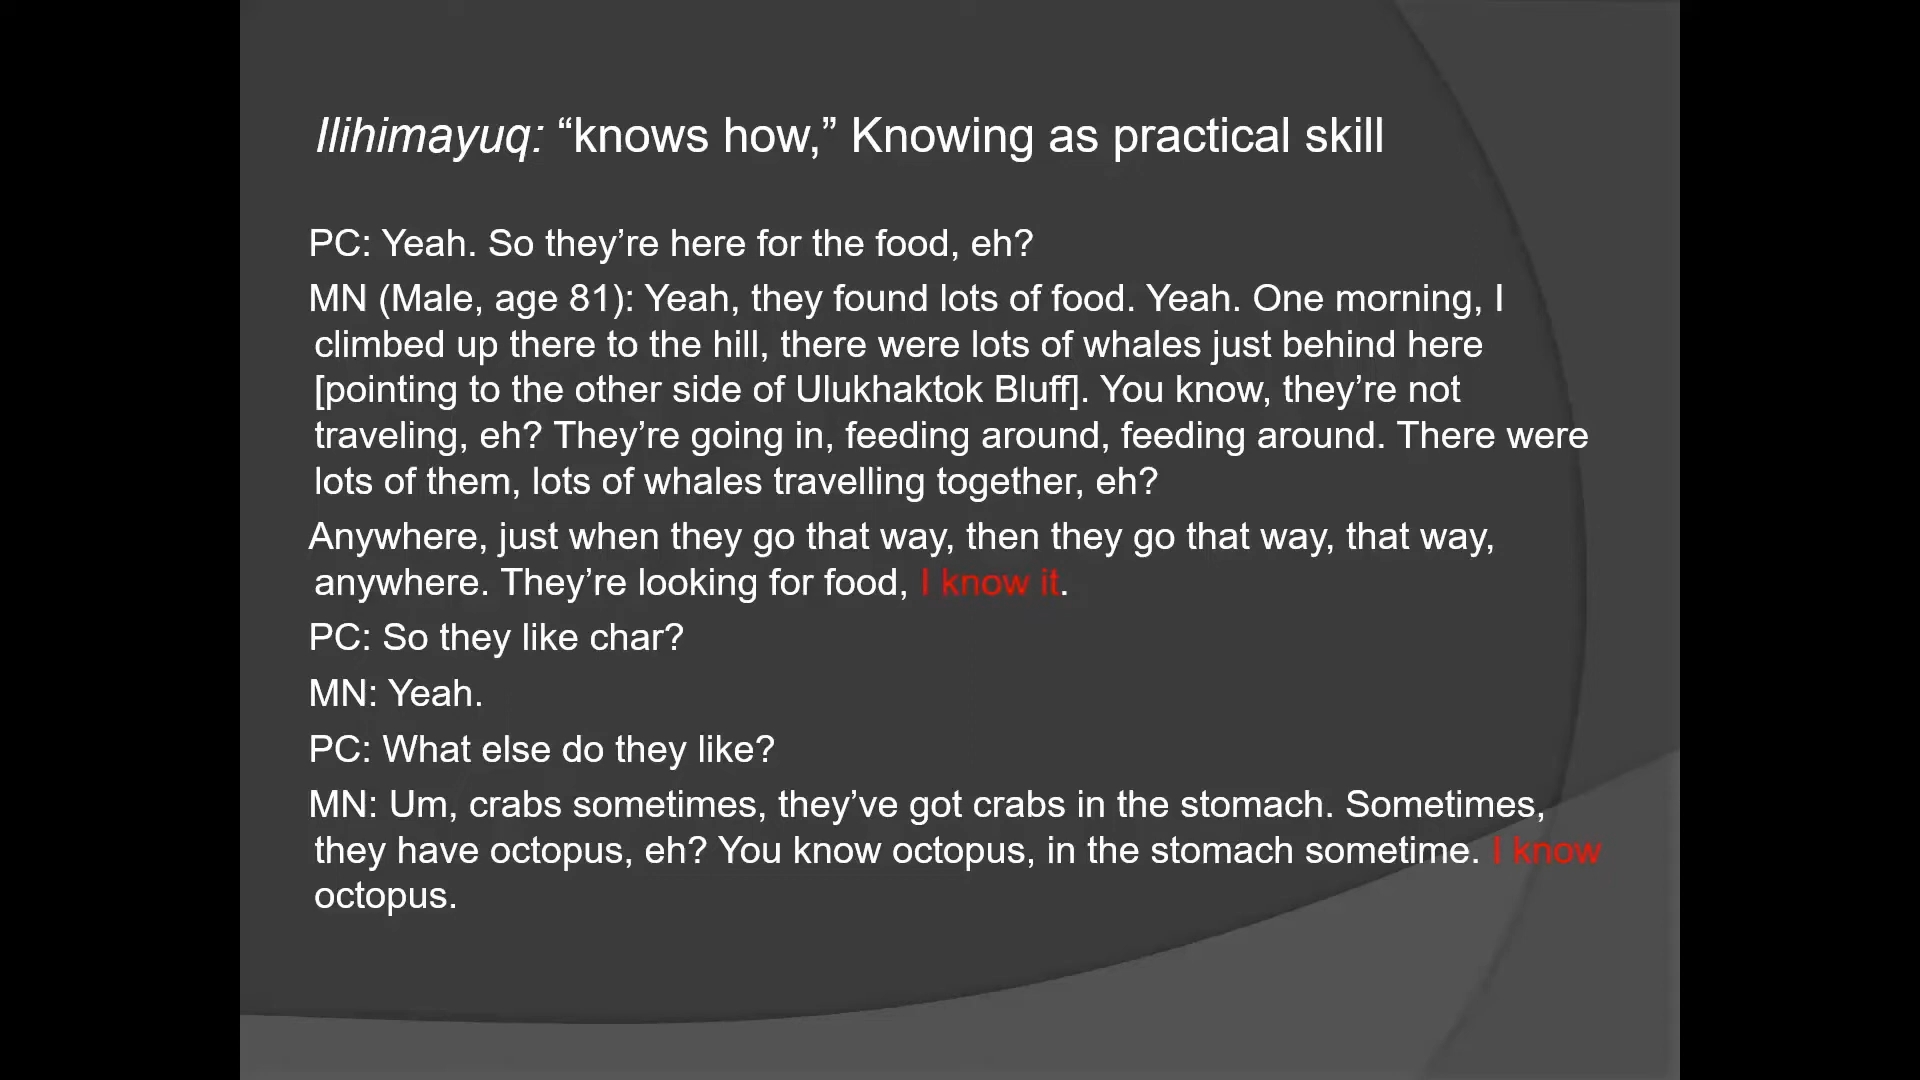 Ilihimayuq: “knows how,” Knowing as practical skill
PC: Yeah. So they’re here for the food, eh?
MN (Male, age 81): Yeah, they found lots of food. Yeah. One morning, I
climbed up there to the hill, there were lots of whales just behind here
[pointing to the other side of Ulukhaktok Bluff]. You know, they’re not
traveling, eh? They’re going in, feeding around, feeding around. There were
lots of them, lots of whales travelling together, eh?
Anywhere, just when they go that way, then they go that way, that way,
anywhere. They’re looking for food, I know it.
PC: So they like char?
MN: Yeah.
PC: What else do they like?
MN: Um, crabs sometimes, they’ve got crabs in the stomach. Sometimes,
they have octopus, eh? You know octopus, in the stomach sometime. I know
octopus.